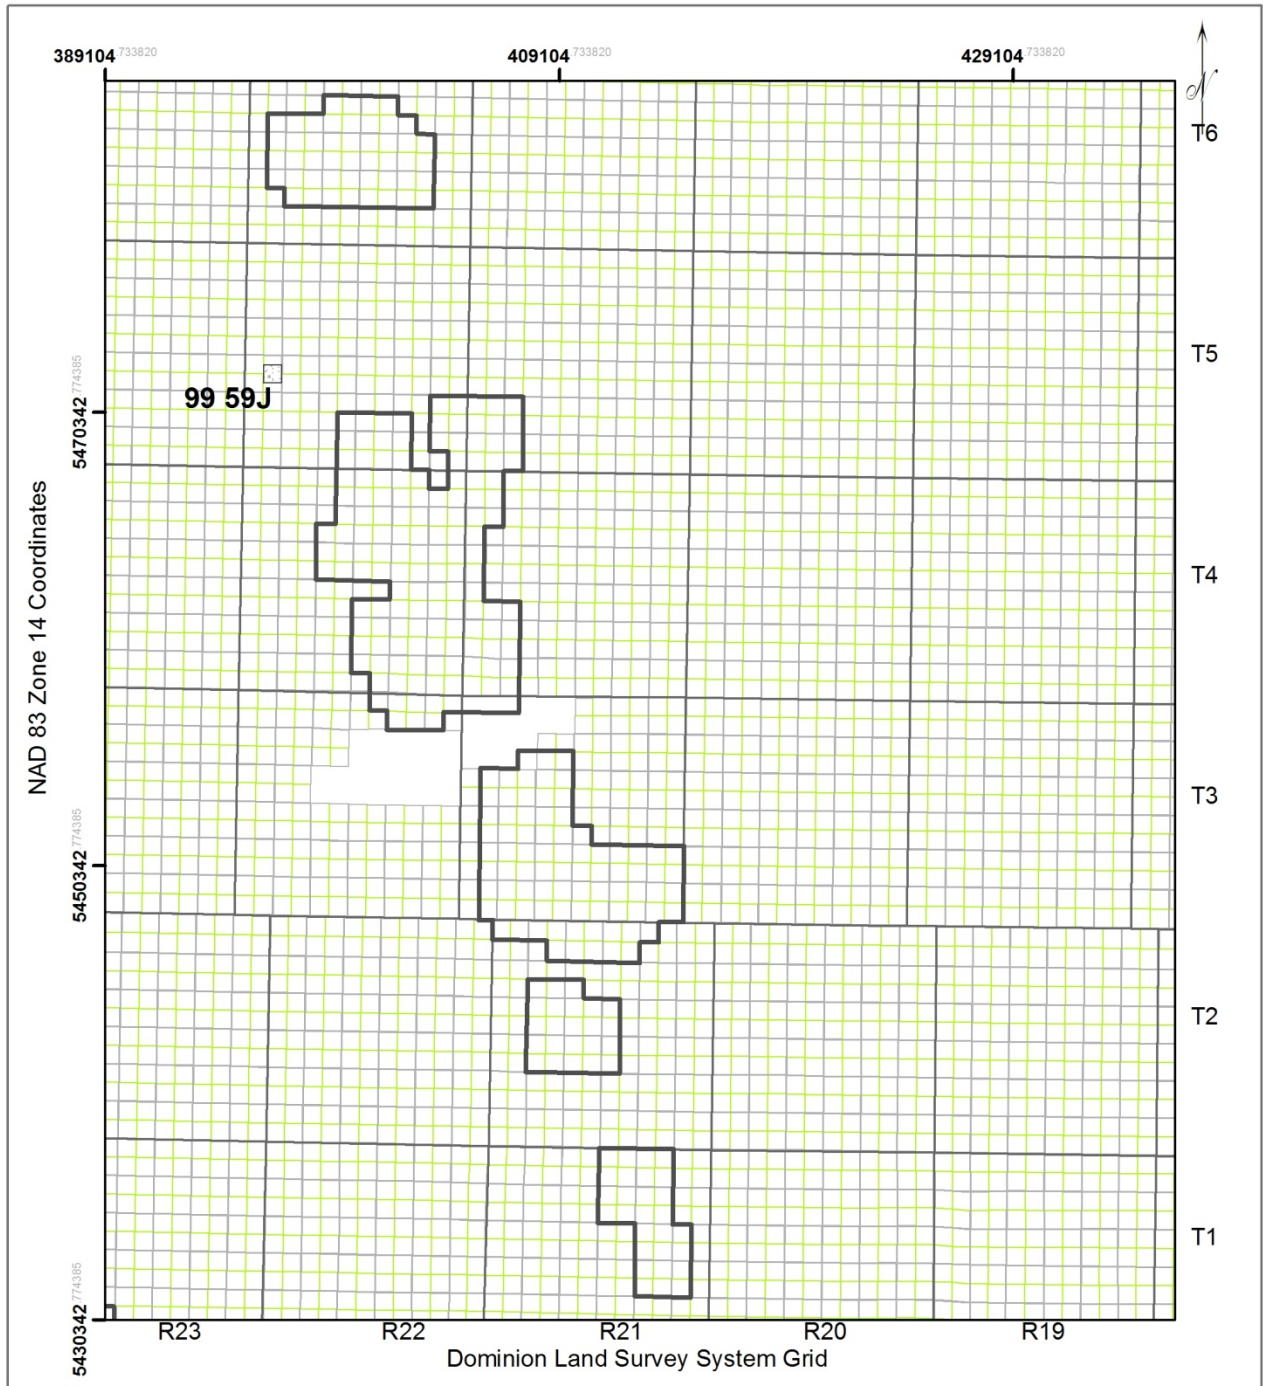 389104.733820 409104.733820 429104.733820
N
T6
T5
5470342.774385
99 59J
T4
NAD 83 Zone 14 Coordinates
T3
5450342.774385
T2
T1
5430342.774385
R23 R22 R21 R20 R19
Dominion Land Survey System Grid